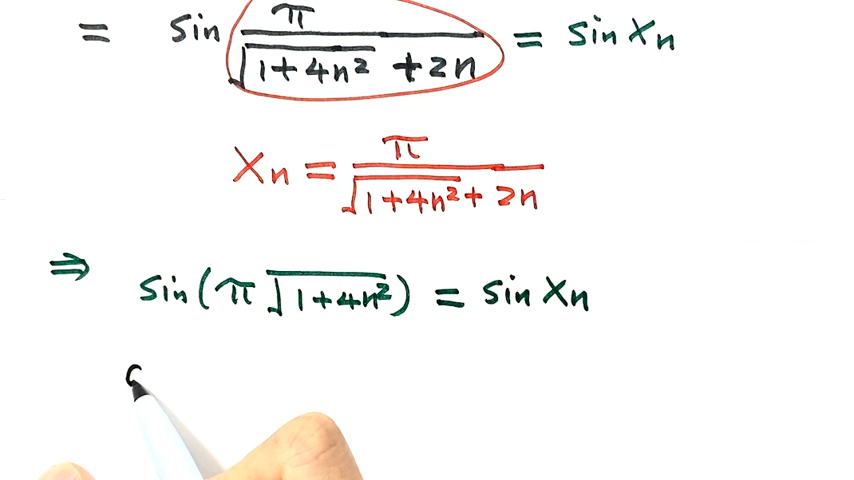 = sin π/(√(1+4n²) +2n) = sin Xn
Xn = π/(√(1+4n²)+ 2n)
⇒ sin(π√(1+4n²)) = sin Xn